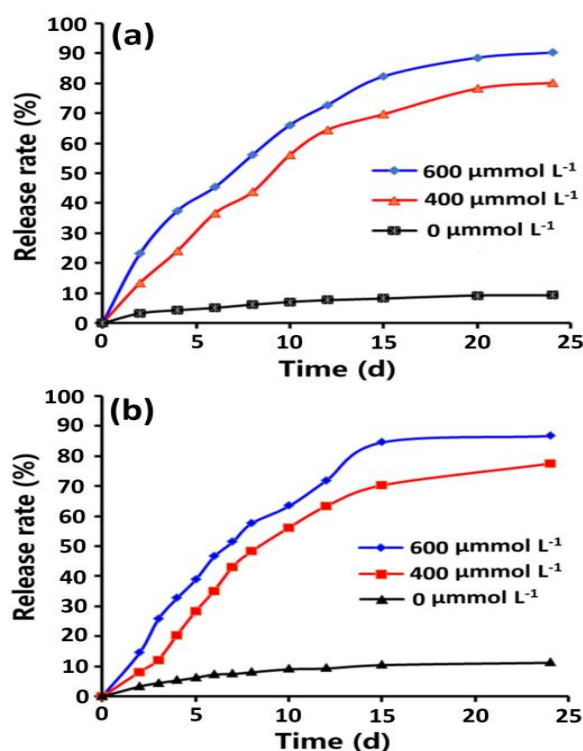 (a)
Release rate (%)
100
90
80
70
60
50
40
30
20
10
0
600 µmmol L⁻¹
400 µmmol L⁻¹
0 µmmol L⁻¹
0 5 10 15 20 25
Time (d)
(b)
Release rate (%)
100
90
80
70
60
50
40
30
20
10
0
600 µmmol L⁻¹
400 µmmol L⁻¹
0 µmmol L⁻¹
0 5 10 15 20 25
Time (d)